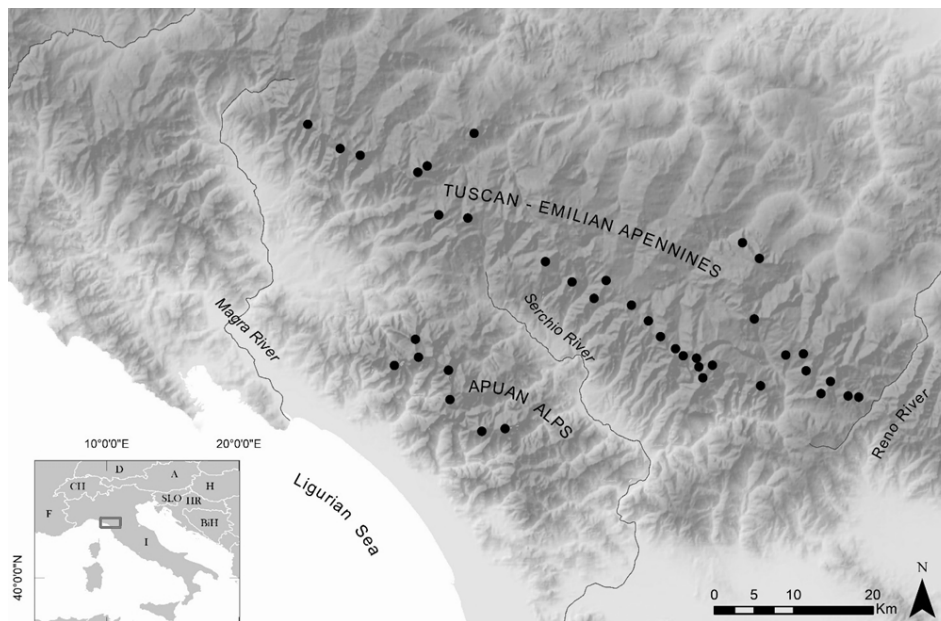 TUSCAN - EMILIAN APENNINES
Magra River
Serchio River
APUAN ALPS
Reno River
Ligurian Sea
10°0'0"E
20°0'0"E
40°0'0"N
D
A
H
CH
SLO
HR
F
BiH
I
N
0 5 10 20
Km